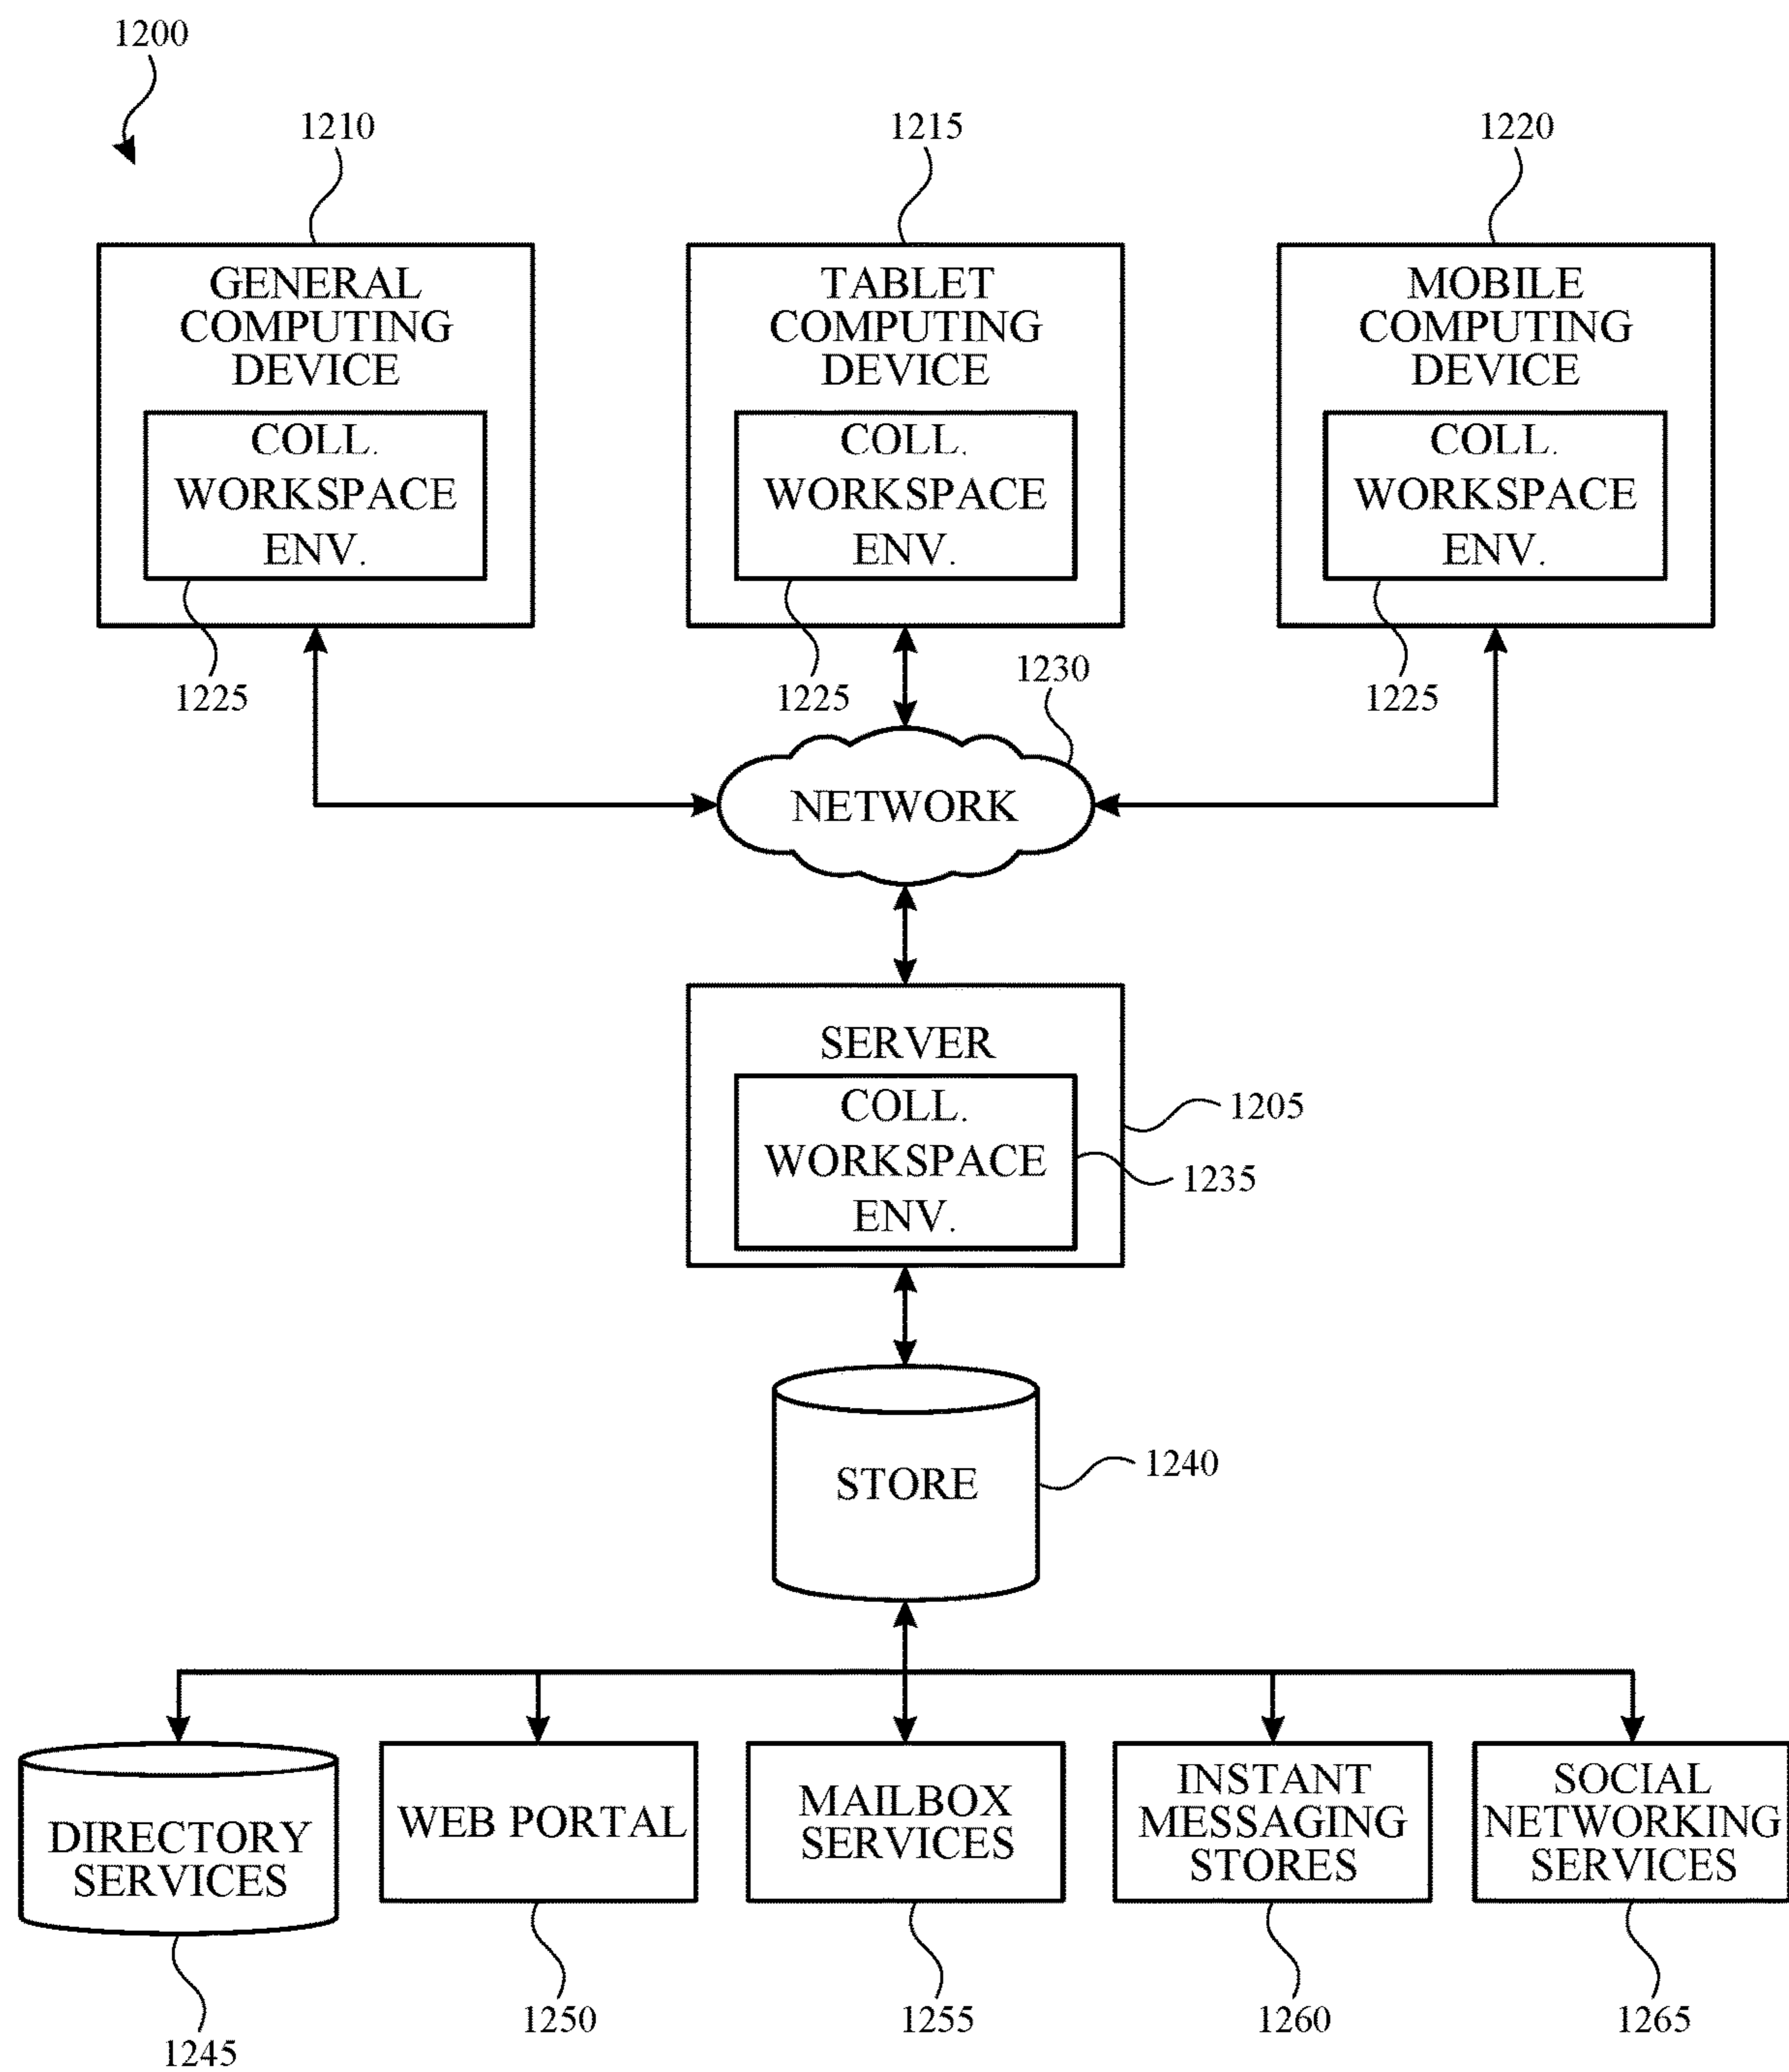 1200
1210
1215
1220
GENERAL
COMPUTING
DEVICE
COLL.
WORKSPACE
ENV.
1225
TABLET
COMPUTING
DEVICE
COLL.
WORKSPACE
ENV.
1225
MOBILE
COMPUTING
DEVICE
COLL.
WORKSPACE
ENV.
1225
1230
NETWORK
SERVER
COLL.
WORKSPACE
ENV.
1205
1235
STORE
1240
DIRECTORY
SERVICES
WEB PORTAL
MAILBOX
SERVICES
INSTANT
MESSAGING
STORES
SOCIAL
NETWORKING
SERVICES
1245
1250
1255
1260
1265